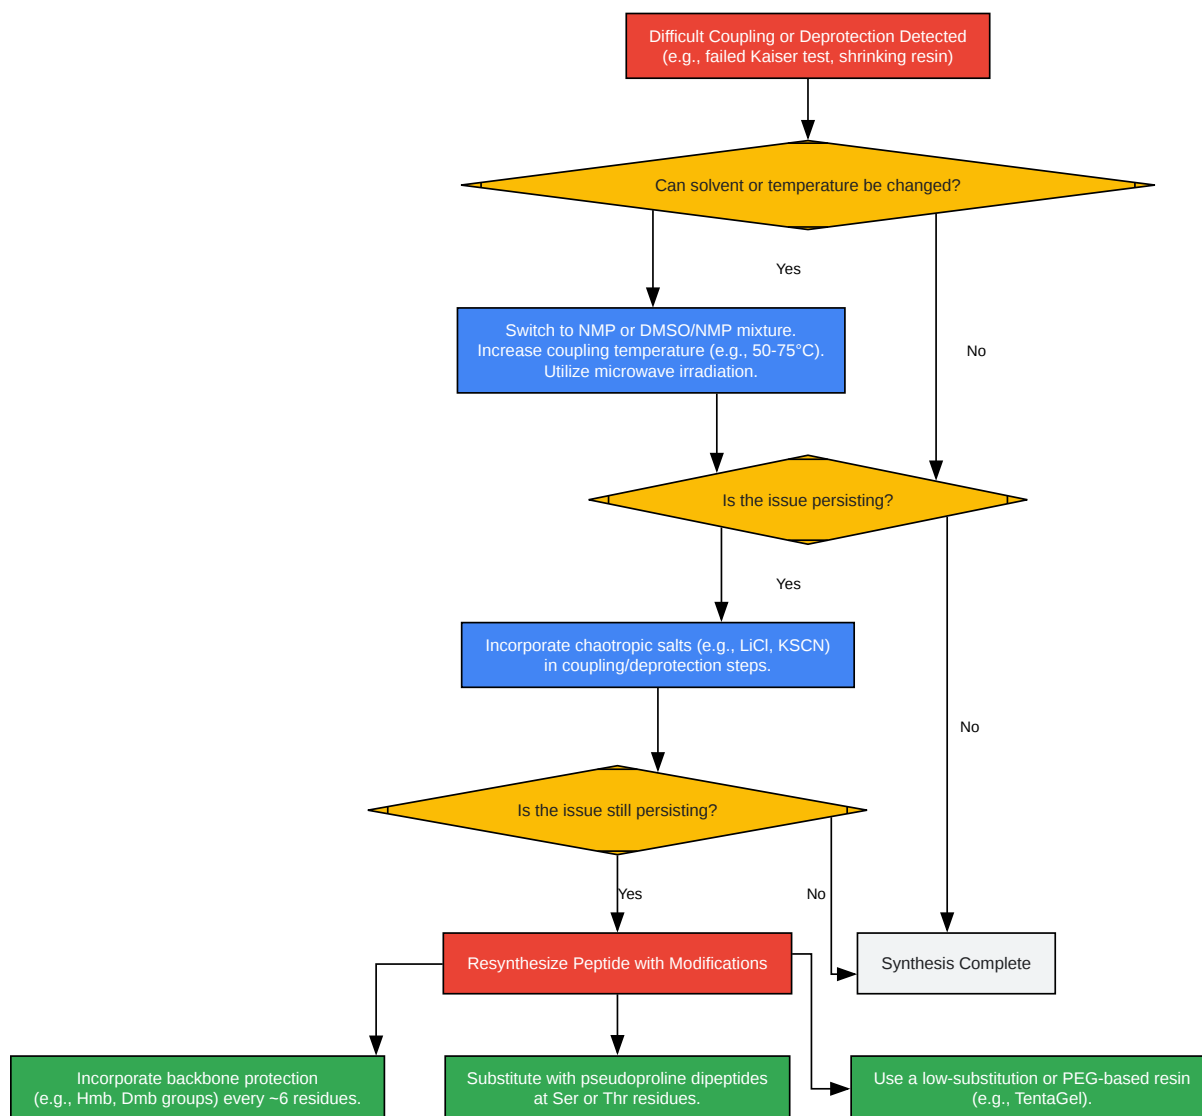 Difficult Coupling or Deprotection Detected
(e.g., failed Kaiser test, shrinking resin)
Can solvent or temperature be changed?
Yes
No
Switch to NMP or DMSO/NMP mixture.
Increase coupling temperature (e.g., 50-75°C).
Utilize microwave irradiation.
Is the issue persisting?
Yes
No
Incorporate chaotropic salts (e.g., LiCl, KSCN)
in coupling/deprotection steps.
Is the issue still persisting?
Yes
No
Resynthesize Peptide with Modifications
Synthesis Complete
Incorporate backbone protection
(e.g., Hmb, Dmb groups) every ~6 residues.
Substitute with pseudoproline dipeptides
at Ser or Thr residues.
Use a low-substitution or PEG-based resin
(e.g., TentaGel).